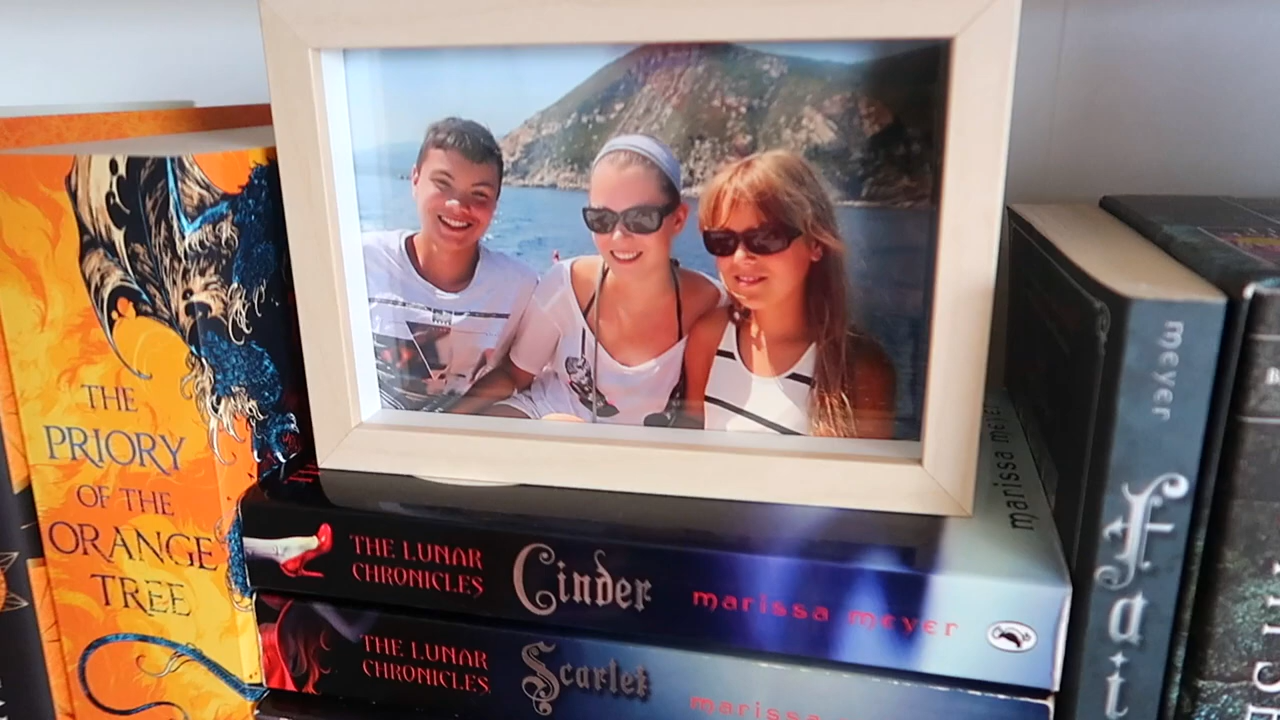 THE
PRIORY
OF THE
ORANGE
TREE
THE LUNAR
CHRONICLES
Cinder
marissa meyer
marissa meyer
THE LUNAR
CHRONICLES
Scarlet
marissa
meyer